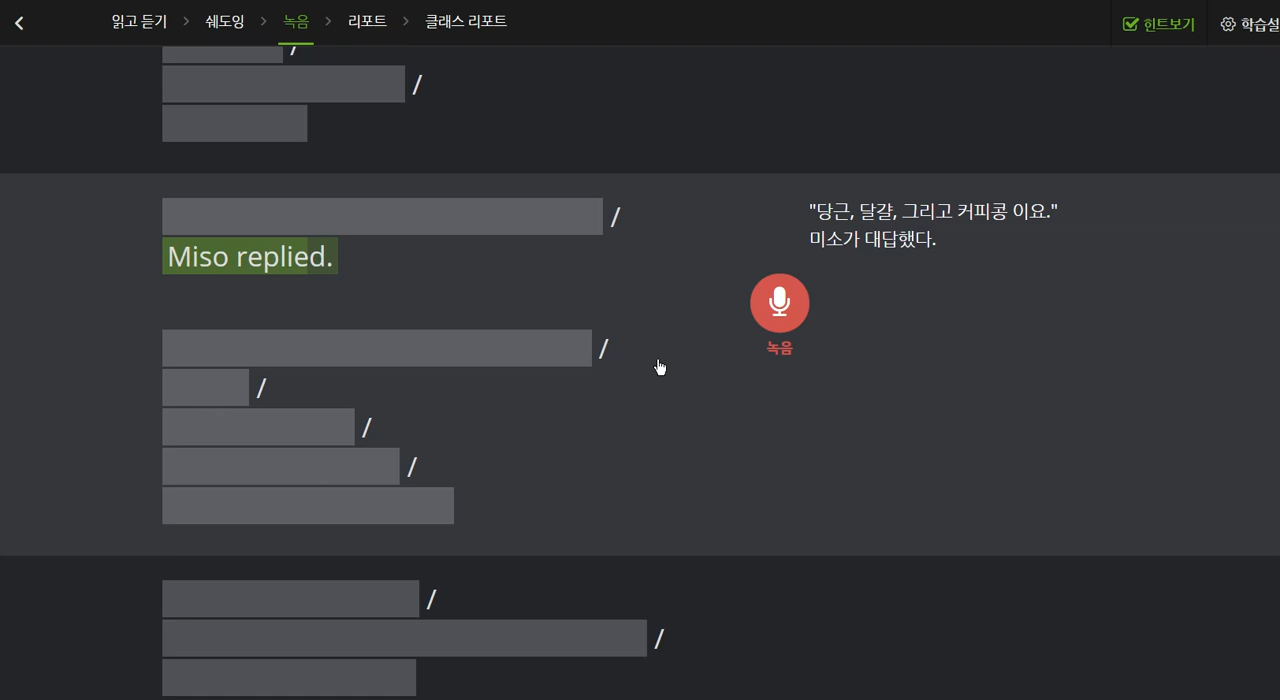 읽고 듣기 > 쉐도잉 > 녹음 > 리포트 > 클래스 리포트
힌트보기
학습설
/
/
/
"당근, 달걀, 그리고 커피콩 이요."
Miso replied.
미소가 대답했다.
녹음
/
/
/
/
/
/